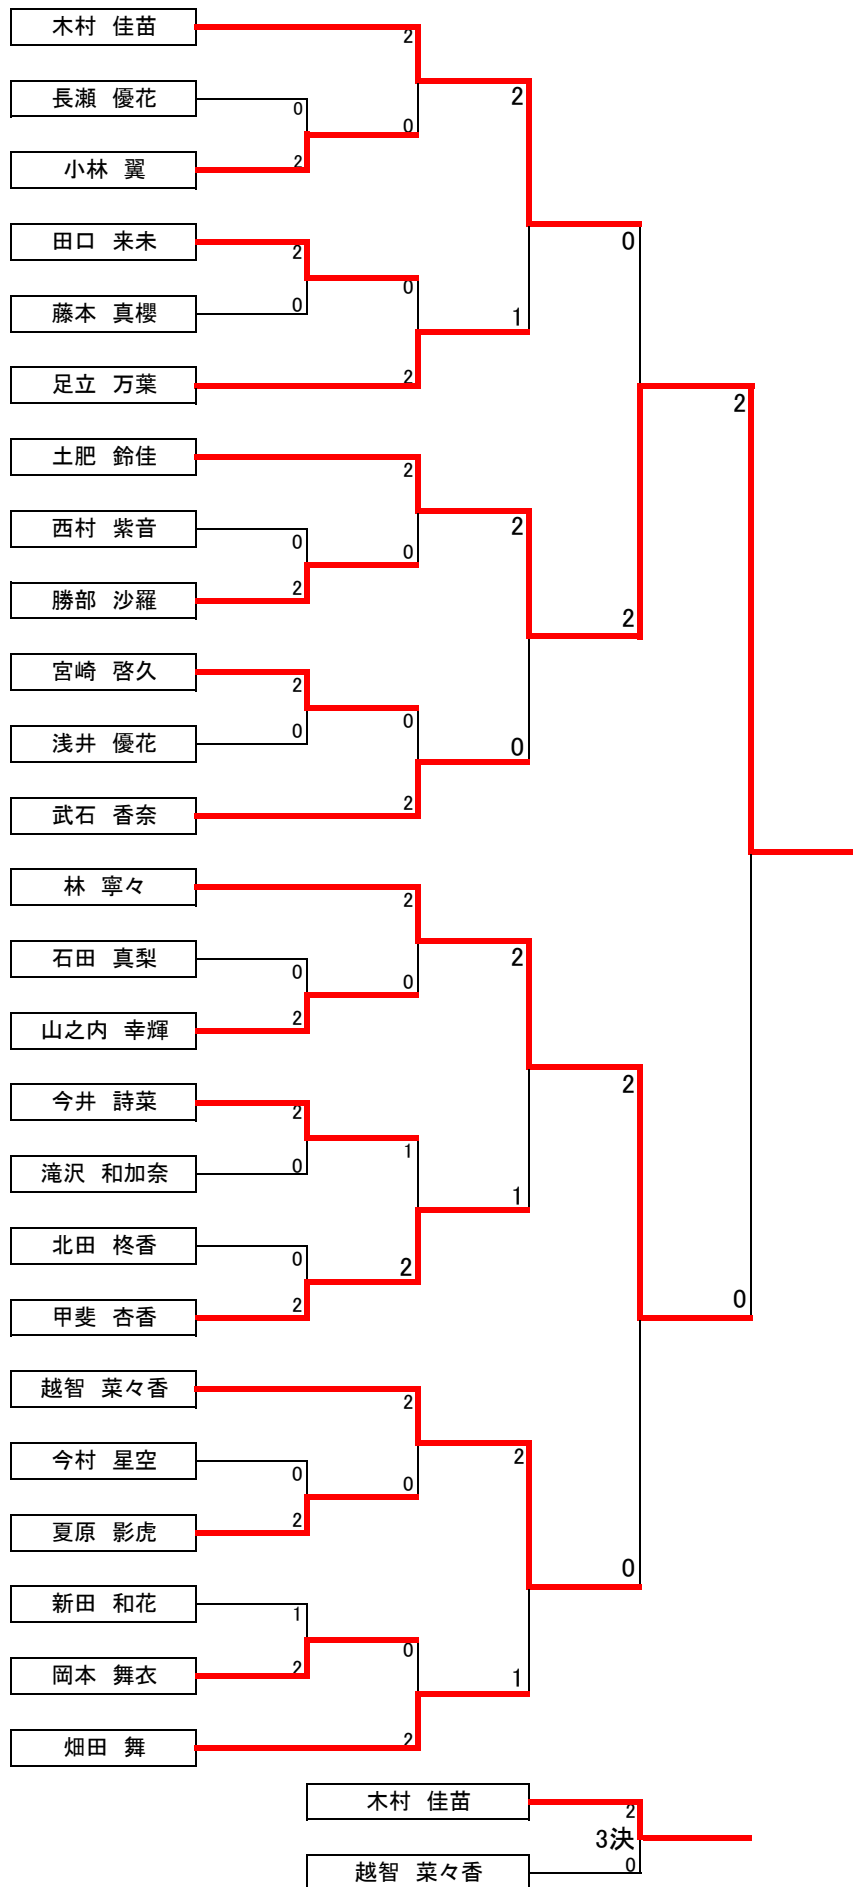 木村 佳苗
2
長瀬 優花
2
0
0
小林 翼
2
田口 来未
0
2
藤本 真櫻
0
0
1
足立 万葉
2
2
土肥 鈴佳
2
西村 紫音
2
0
0
勝部 沙羅
2
2
宮崎 啓久
2
浅井 優花
0
0
0
武石 香奈
2
林 寧々
2
石田 真梨
2
0
0
山之内 幸輝
2
今井 詩菜
2
2
滝沢 和加奈
1
0
1
北田 柊香
0
2
甲斐 杏香
2
0
越智 菜々香
2
今村 星空
2
0
0
夏原 影虎
2
0
新田 和花
1
岡本 舞衣
0
2
1
畑田 舞
2
木村 佳苗
2
3決
0
越智 菜々香